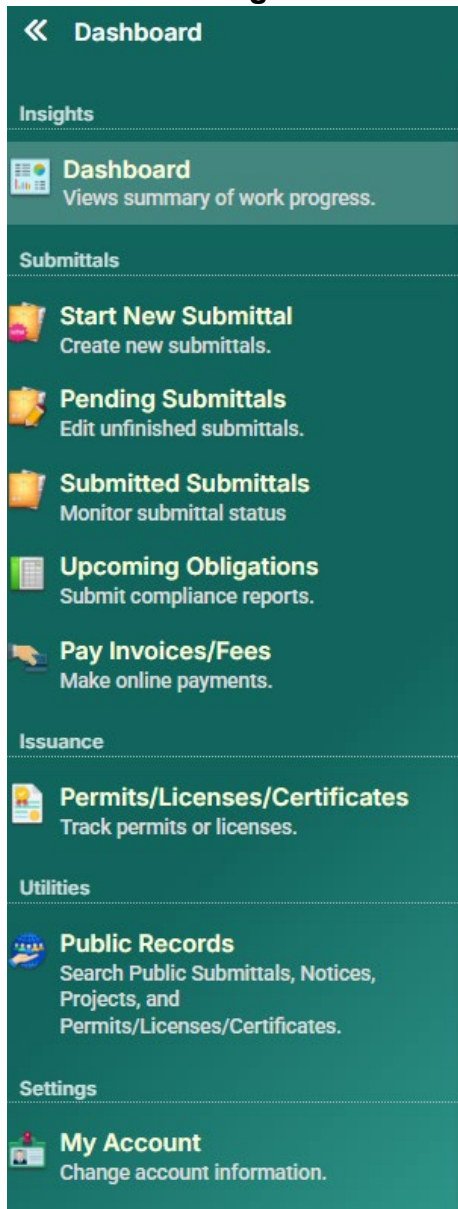 « Dashboard
Insights
Dashboard
Views summary of work progress.
Submittals
Start New Submittal
Create new submittals.
Pending Submittals
Edit unfinished submittals.
Submitted Submittals
Monitor submittal status
Upcoming Obligations
Submit compliance reports.
Pay Invoices/Fees
Make online payments.
Issuance
Permits/Licenses/Certificates
Track permits or licenses.
Utilities
Public Records
Search Public Submittals, Notices,
Projects, and
Permits/Licenses/Certificates.
Settings
My Account
Change account information.